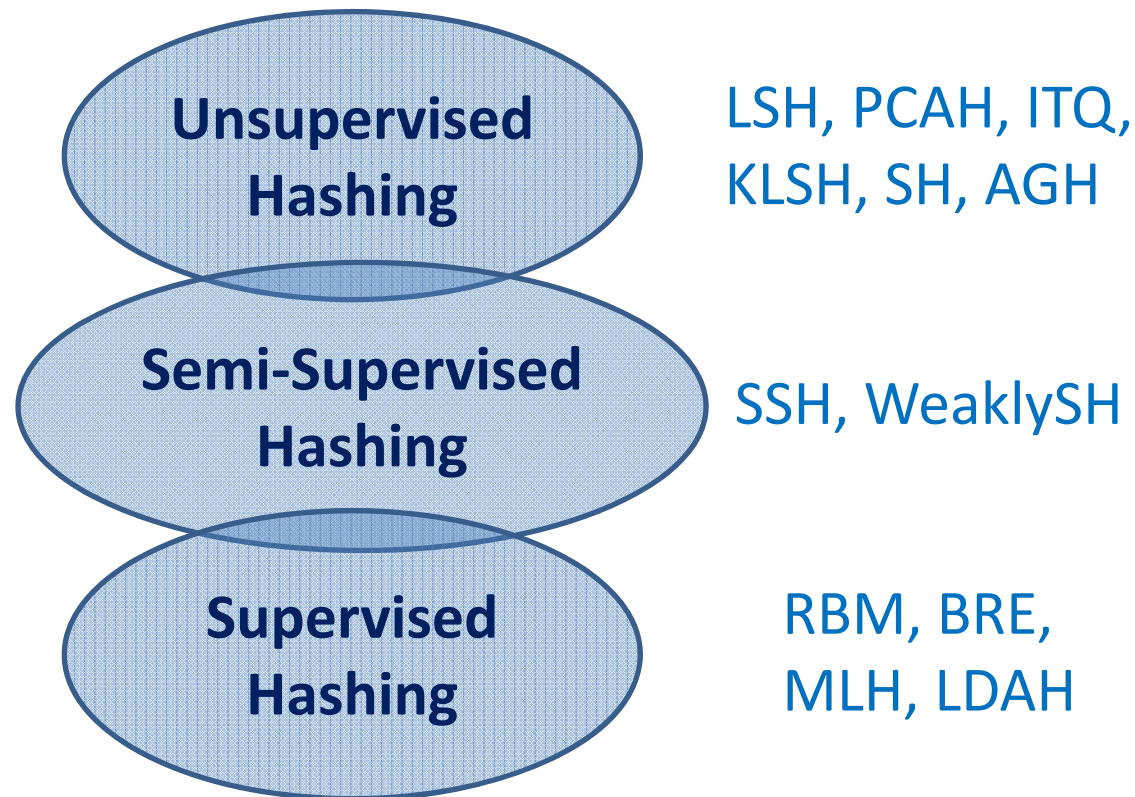 Unsupervised
Hashing
LSH, PCAH, ITQ,
KLSH, SH, AGH
Semi-Supervised
Hashing
SSH, WeaklySH
Supervised
Hashing
RBM, BRE,
MLH, LDAH